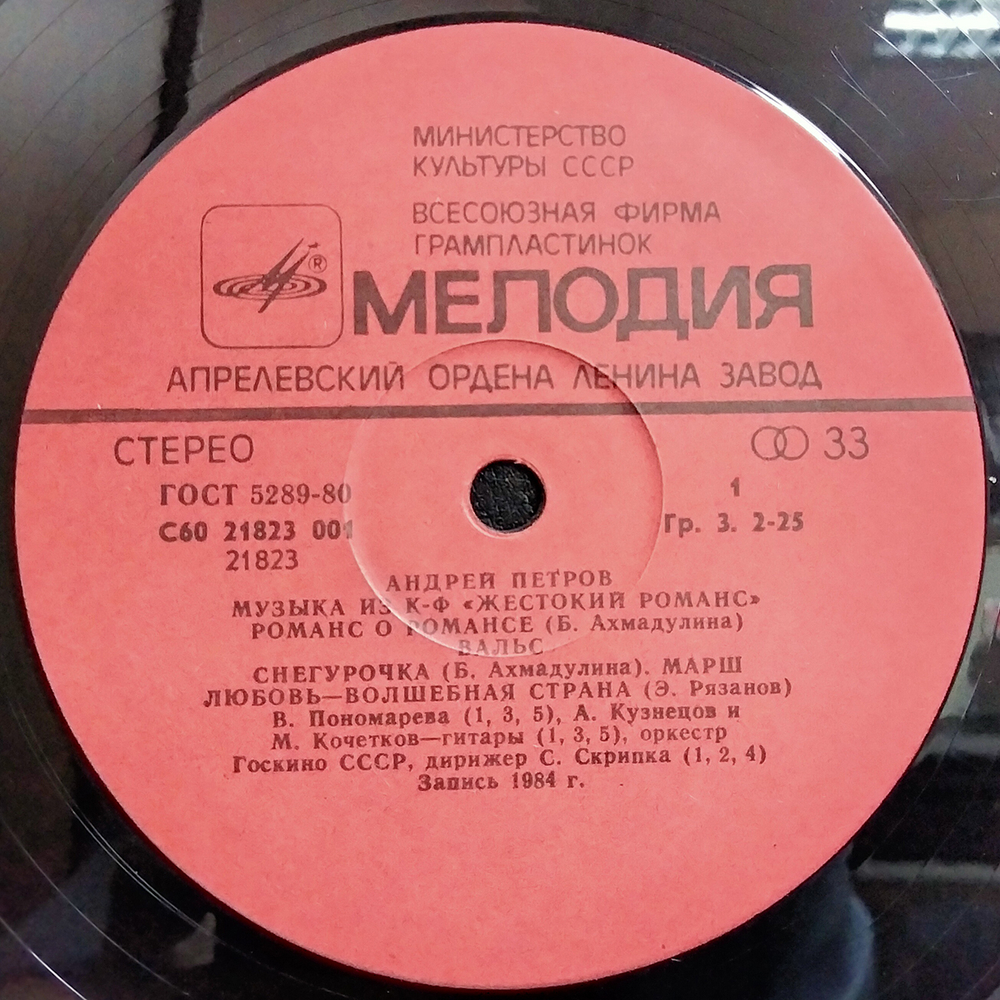 МИНИСТЕРСТВО
КУЛЬТУРЫ СССР
ВСЕСОЮЗНАЯ ФИРМА
ГРАМПЛАСТИНОК
®
МЕЛОДИЯ
АПРЕЛЕВСКИЙ ОРДЕНА ЛЕНИНА ЗАВОД
СТЕРЕО 33
ГОСТ 5289-80 1
С60 21823 001 Гр. 3. 2-25
21823
АНДРЕЙ ПЕТРОВ
МУЗЫКА ИЗ К-Ф «ЖЕСТОКИЙ РОМАНС»
РОМАНС О РОМАНСЕ (Б. Ахмадулина)
ВАЛЬС
СНЕГУРОЧКА (Б. Ахмадулина). МАРШ
ЛЮБОВЬ—ВОЛШЕБНАЯ СТРАНА (Э. Рязанов)
В. Пономарева (1, 3, 5), А. Кузнецов и
М. Кочетков—гитары (1, 3, 5), оркестр
Госкино СССР, дирижер С. Скрипка (1, 2, 4)
Запись 1984 г.